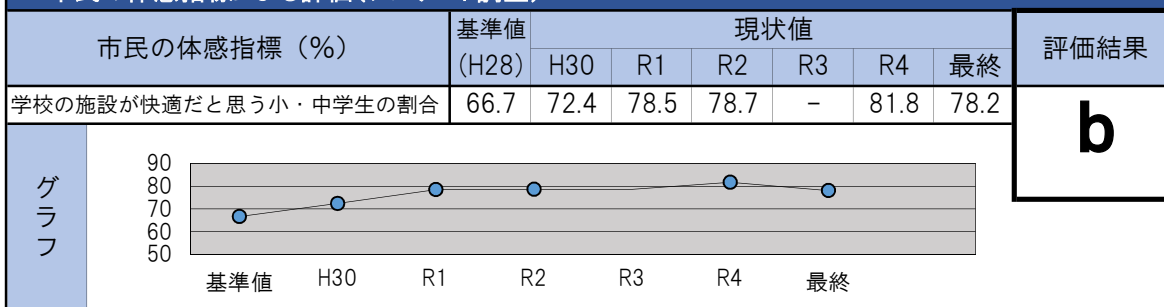 市民の体感指標（％） 基準値 現状値 評価結果
(H28) H30 R1 R2 R3 R4 最終
学校の施設が快適だと思う小・中学生の割合 66.7 72.4 78.5 78.7 － 81.8 78.2
b
グラフ
90
80
70
60
50
基準値 H30 R1 R2 R3 R4 最終